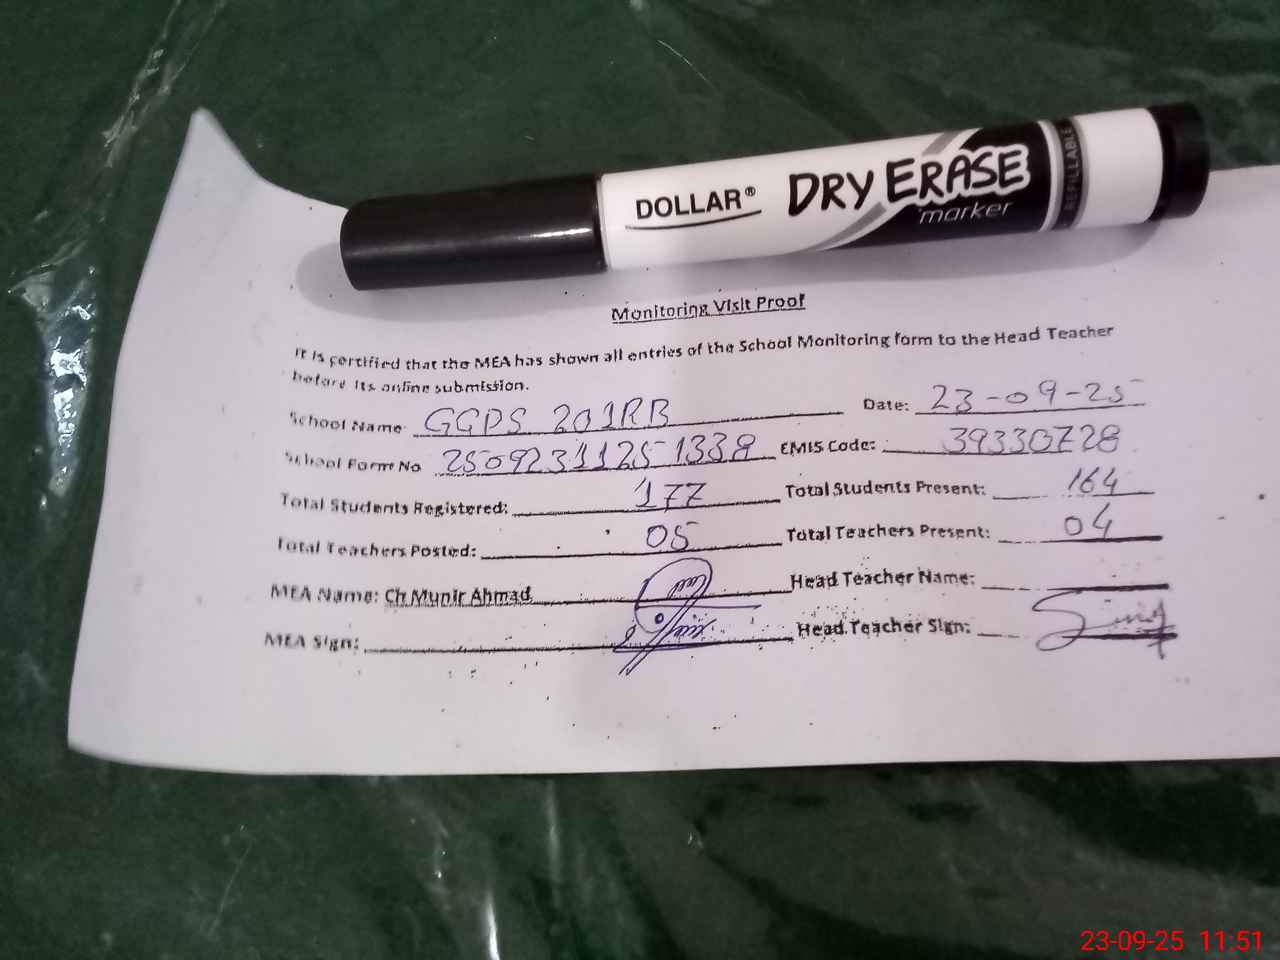 DOLLAR® DRY ERASE marker REFILLABLE
Monitoring Visit Proof
It is certified that the MEA has shown all entries of the School Monitoring form to the Head Teacher
before its online submission.
School Name GGPS 201RB Date: 23-09-25
School Form No 25092311251338 EMIS Code: 39330728
Total Students Registered: 177 Total Students Present: 164
Total Teachers Posted: 05 Total Teachers Present: 04
MEA Name: Ch Munir Ahmad Head Teacher Name:
MEA Sign: Head Teacher Sign:
23-09-25 11:51